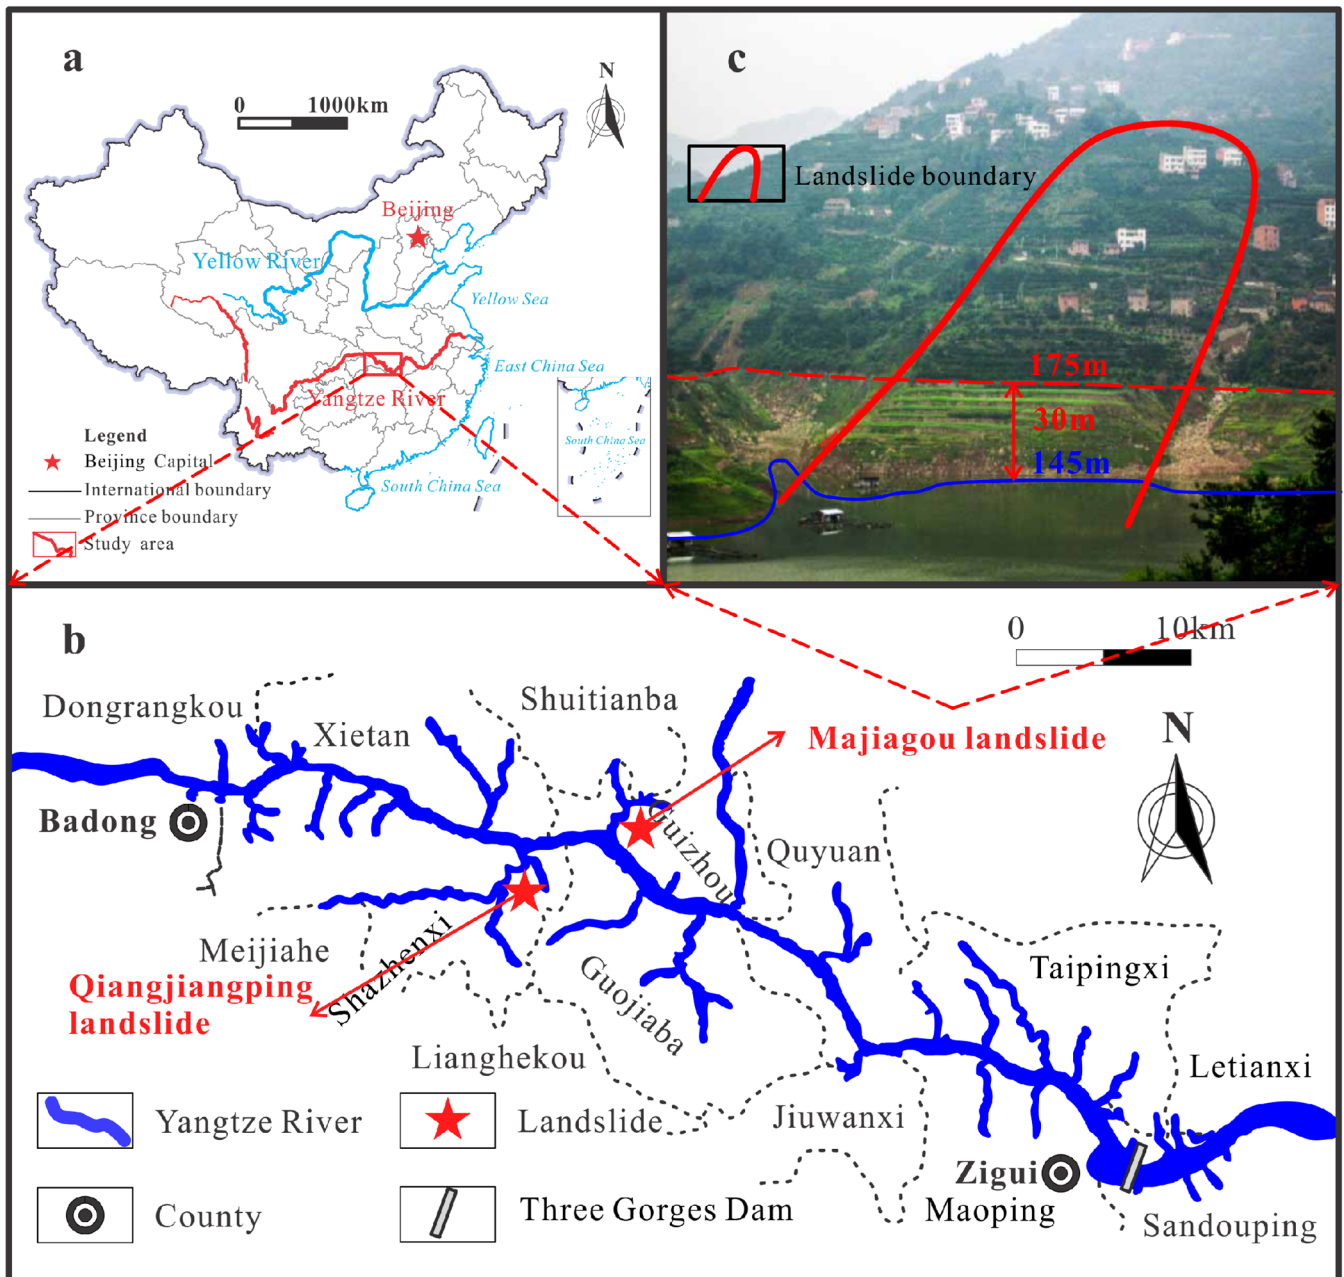 a
0 1000km
N
Beijing
Yellow River
Yellow Sea
East China Sea
Yangtze River
South China Sea
South China Sea
Legend
Beijing Capital
International boundary
Province boundary
Study area
c
Landslide boundary
175m
30m
145m
b
0 10km
N
Dongrangkou
Xietan
Shuitianba
Majiagou landslide
Badong
Guizhou
Quyuan
Meijiahe
Shazhenxi
Qiangjiangping
landslide
Guojiaba
Taipingxi
Lianghekou
Letianxi
Jiuwanxi
Zigui
Maoping
Sandouping
Yangtze River
Landslide
County
Three Gorges Dam